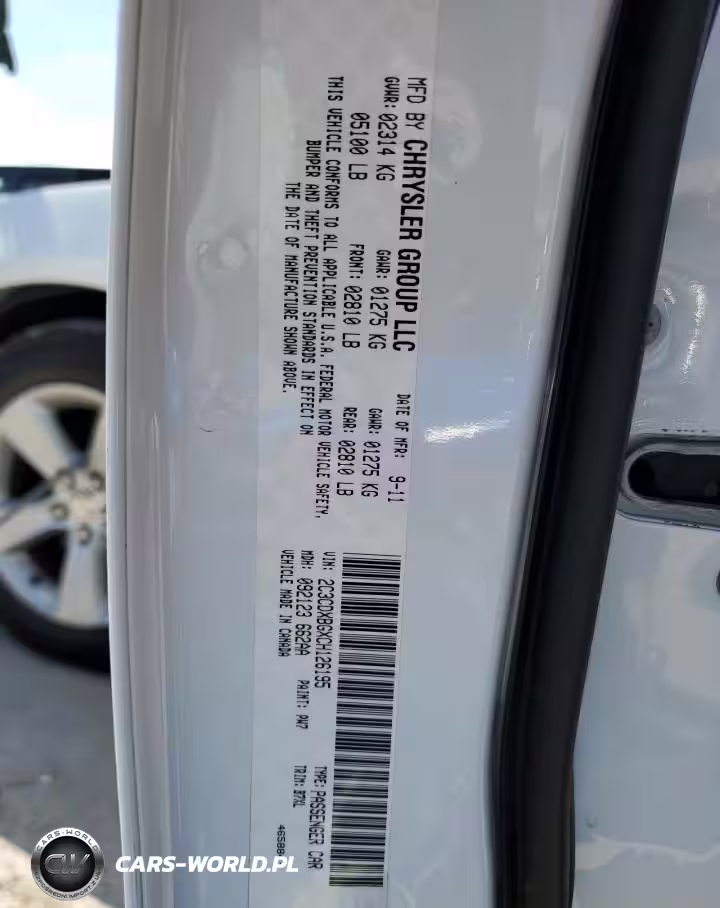 MFD BY CHRYSLER GROUP LLC DATE OF MFR: 9-11
GVWR: 02314 KG GAWR: 01275 KG GAWR: 01275 KG
05100 LB FRONT: 02810 LB REAR: 02810 LB
THIS VEHICLE CONFORMS TO ALL APPLICABLE U.S.A. FEDERAL MOTOR VEHICLE SAFETY,
BUMPER AND THEFT PREVENTION STANDARDS IN EFFECT ON
THE DATE OF MANUFACTURE SHOWN ABOVE.
VIN: 2C3CDXBGXCH126195 TYPE: PASSENGER CAR
MDH: 092123 662AA PAINT: PW7 TRIM: B7XL
VEHICLE MADE IN CANADA
CW
CARS-WORLD.PL